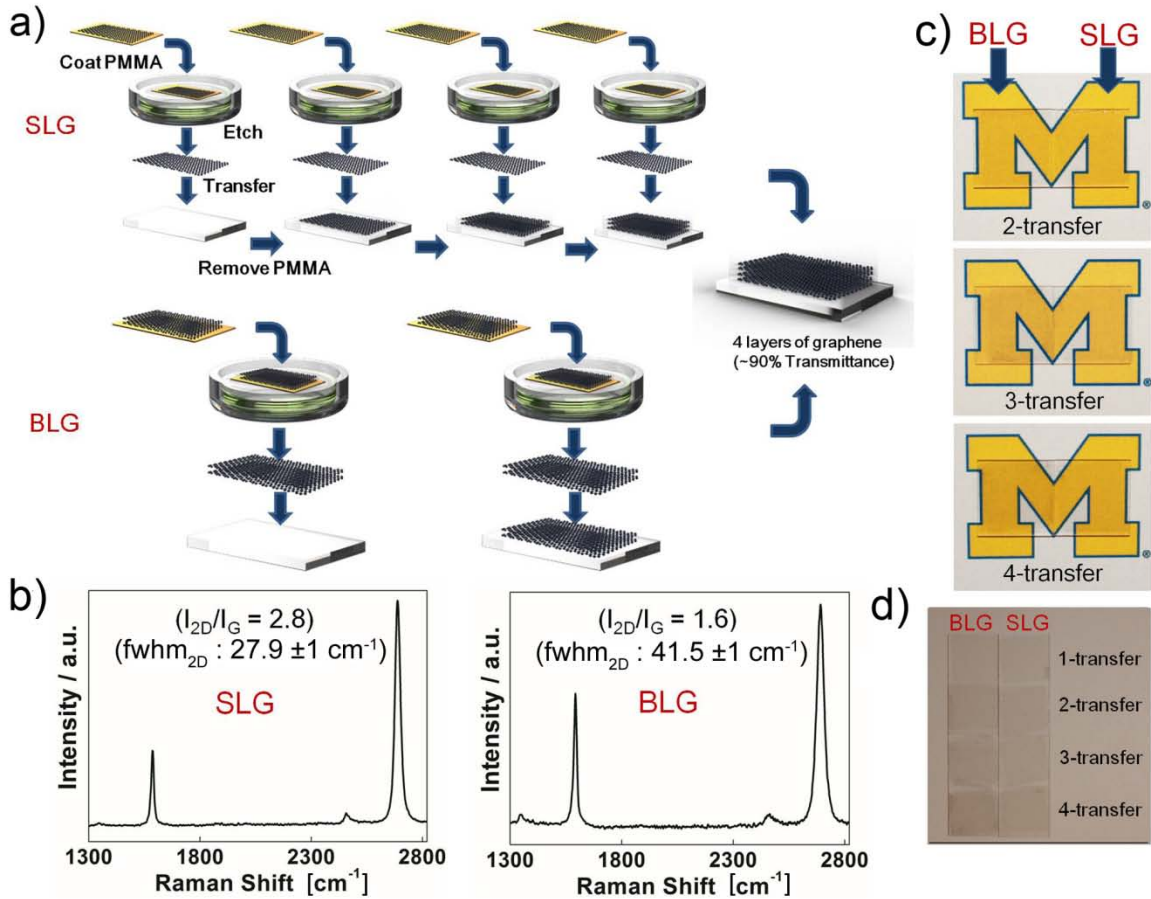 a)
Coat PMMA
SLG
Etch
Transfer
Remove PMMA
BLG
4 layers of graphene
(~90% Transmittance)
b)
(I2D/IG = 2.8)
(fwhm2D : 27.9 ±1 cm-1)
SLG
Intensity / a.u.
1300 1800 2300 2800
Raman Shift [cm-1]
(I2D/IG = 1.6)
(fwhm2D : 41.5 ±1 cm-1)
BLG
Intensity / a.u.
1300 1800 2300 2800
Raman Shift [cm-1]
c)
BLG SLG
M
®
2-transfer
M
®
3-transfer
M
®
4-transfer
d)
BLG SLG
1-transfer
2-transfer
3-transfer
4-transfer